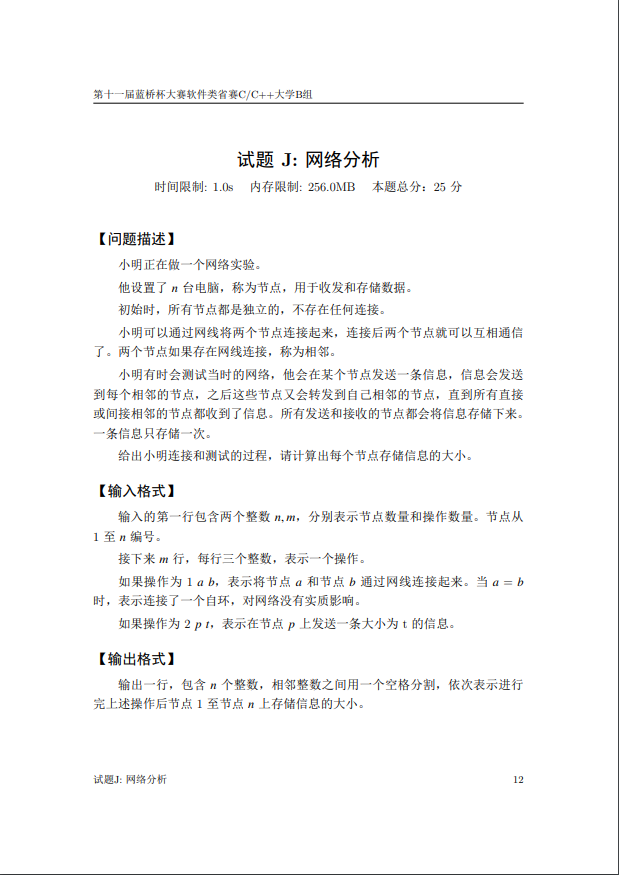 第十一届蓝桥杯大赛软件类省赛C/C++大学B组
试题 J: 网络分析
时间限制: 1.0s 内存限制: 256.0MB 本题总分：25 分
【问题描述】
小明正在做一个网络实验。
他设置了 n 台电脑，称为节点，用于收发和存储数据。
初始时，所有节点都是独立的，不存在任何连接。
小明可以通过网线将两个节点连接起来，连接后两个节点就可以互相通信
了。两个节点如果存在网线连接，称为相邻。
小明有时会测试当时的网络，他会在某个节点发送一条信息，信息会发送
到每个相邻的节点，之后这些节点又会转发到自己相邻的节点，直到所有直接
或间接相邻的节点都收到了信息。所有发送和接收的节点都会将信息存储下来。
一条信息只存储一次。
给出小明连接和测试的过程，请计算出每个节点存储信息的大小。
【输入格式】
输入的第一行包含两个整数 n,m，分别表示节点数量和操作数量。节点从
1 至 n 编号。
接下来 m 行，每行三个整数，表示一个操作。
如果操作为 1 a b，表示将节点 a 和节点 b 通过网线连接起来。当 a = b
时，表示连接了一个自环，对网络没有实质影响。
如果操作为 2 p t，表示在节点 p 上发送一条大小为 t 的信息。
【输出格式】
输出一行，包含 n 个整数，相邻整数之间用一个空格分割，依次表示进行
完上述操作后节点 1 至节点 n 上存储信息的大小。
试题J: 网络分析 12